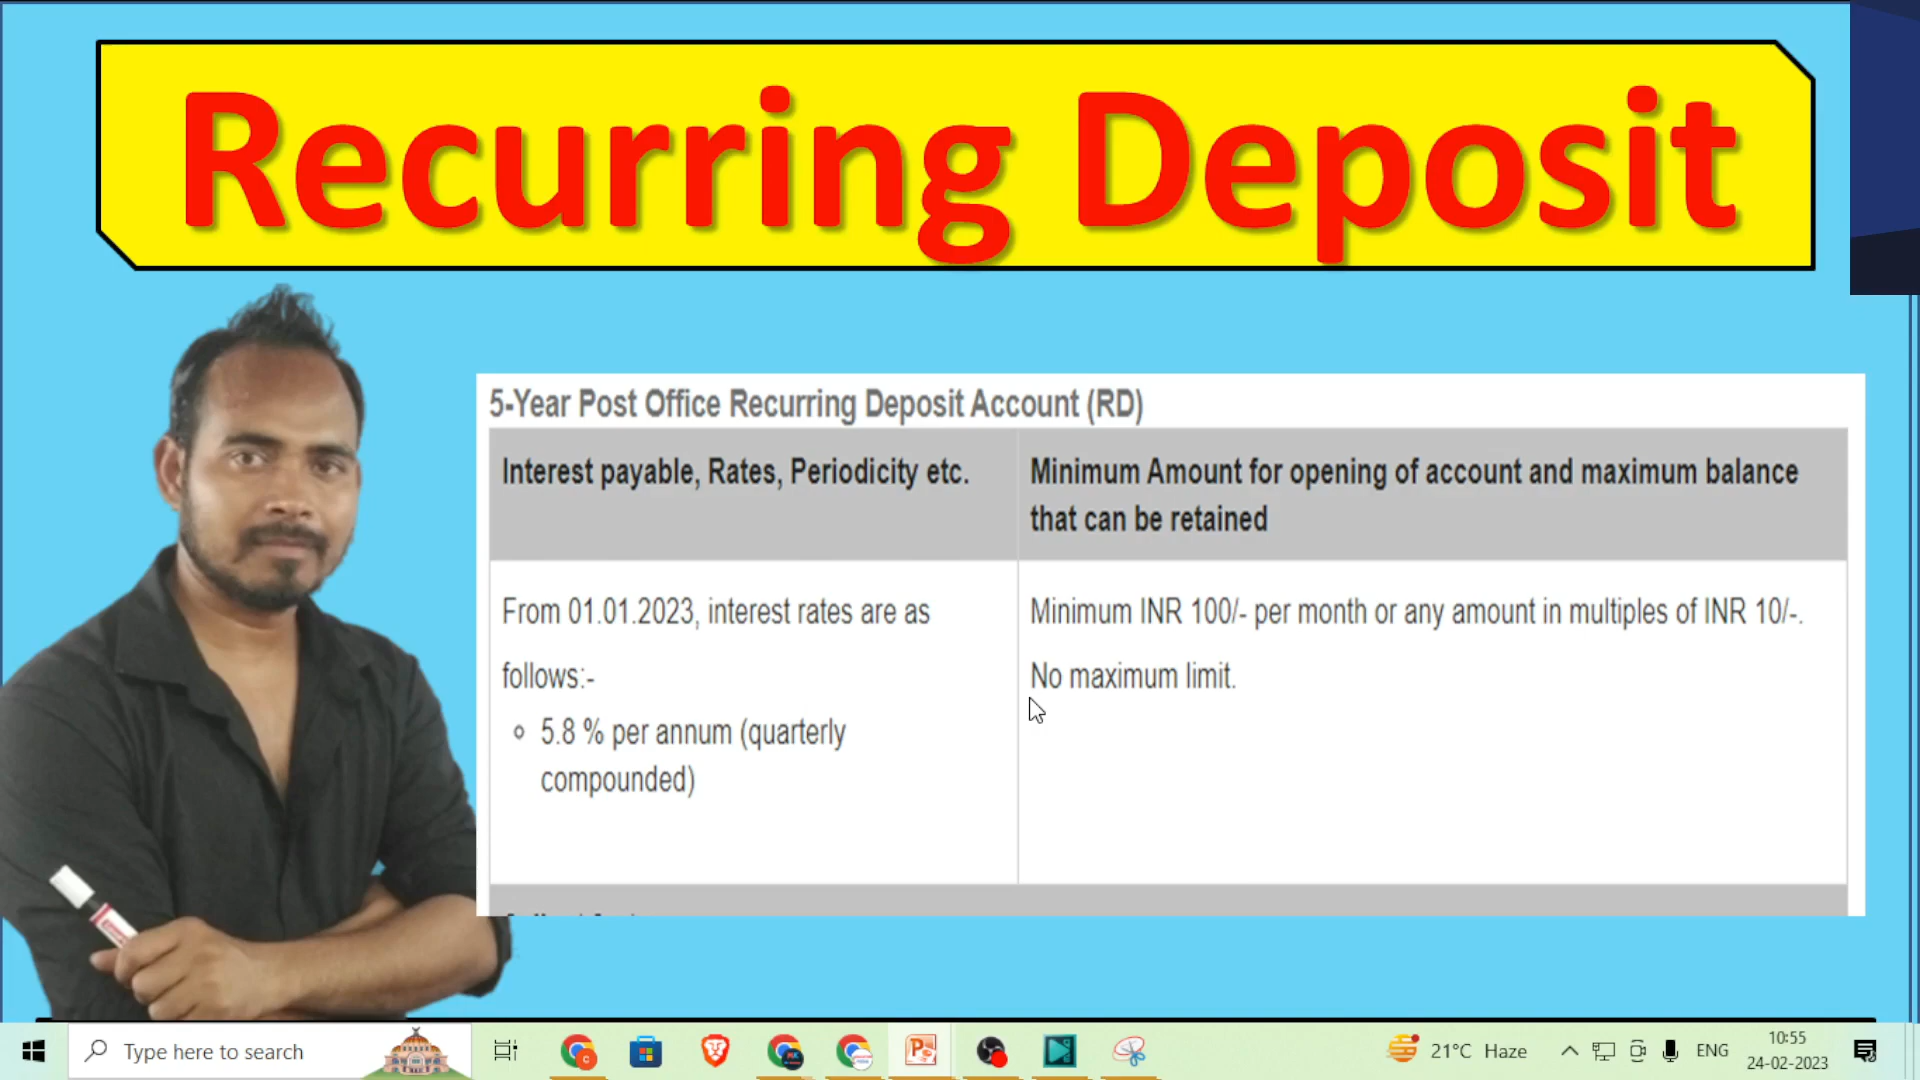 Recurring Deposit
5-Year Post Office Recurring Deposit Account (RD)
Interest payable, Rates, Periodicity etc.
Minimum Amount for opening of account and maximum balance
that can be retained
From 01.01.2023, interest rates are as
follows:-
5.8 % per annum (quarterly
compounded)
Minimum INR 100/- per month or any amount in multiples of INR 10/-.
No maximum limit.
Type here to search
21°C Haze
ENG
10:55
24-02-2023